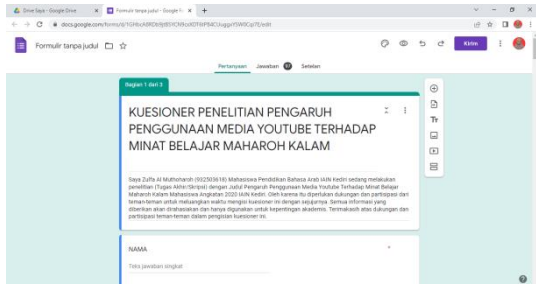 Drive Saya - Google Drive
Formulir tanpa judul - Google F
docs.google.com/forms
Formulir tanpa judul
Kirim
Pertanyaan Jawaban Setelan
Bagian 1 dari 3
KUESIONER PENELITIAN PENGARUH
PENGGUNAAN MEDIA YOUTUBE TERHADAP
MINAT BELAJAR MAHAROH KALAM
Saya Zulfa Al Muthoharoh (932503618) Mahasiswa Pendidikan Bahasa Arab IAIN Kediri sedang melakukan
penelitian (Tugas Akhir/Skripsi) dengan Judul Pengaruh Penggunaan Media Youtube Terhadap Minat Belajar
Maharoh Kalam Mahasiswa Angkatan 2020 IAIN Kediri. Oleh karena itu diperlukan dukungan dan partisipasi dari
teman-teman untuk meluangkan waktu mengisi kuesioner ini dengan sejujurnya. Semua informasi yang
diberikan akan dirahasiakan dan hanya digunakan untuk kepentingan akademis. Terimakasih atas dukungan dan
partisipasi teman-teman dalam pengisian kuesioner ini.
NAMA *
Teks jawaban singkat